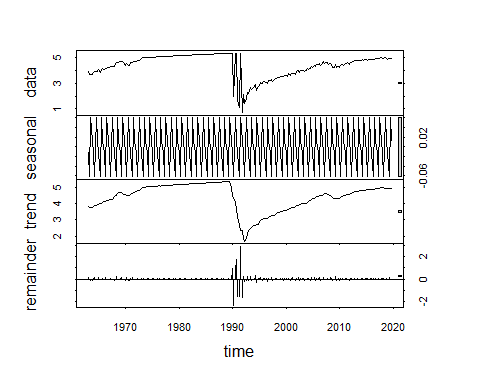 data
1 3 5
seasonal
-0.06 0.02
trend
2 3 4 5
remainder
-2 0 2
1970 1980 1990 2000 2010 2020
time